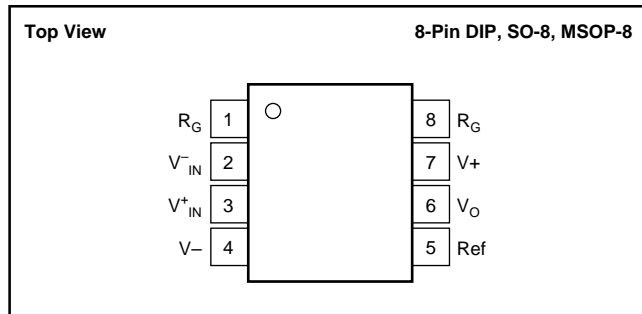 Top View 8-Pin DIP, SO-8, MSOP-8
R_G 1 8 R_G
V^–_IN 2 7 V+
V^+_IN 3 6 V_O
V– 4 5 Ref